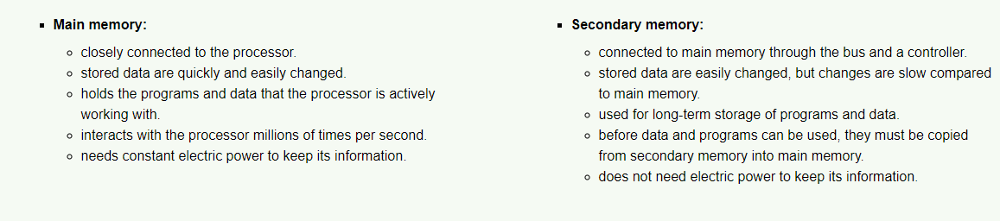 Main memory:
closely connected to the processor.
stored data are quickly and easily changed.
holds the programs and data that the processor is actively
working with.
interacts with the processor millions of times per second.
needs constant electric power to keep its information.
Secondary memory:
connected to main memory through the bus and a controller.
stored data are easily changed, but changes are slow compared
to main memory.
used for long-term storage of programs and data.
before data and programs can be used, they must be copied
from secondary memory into main memory.
does not need electric power to keep its information.